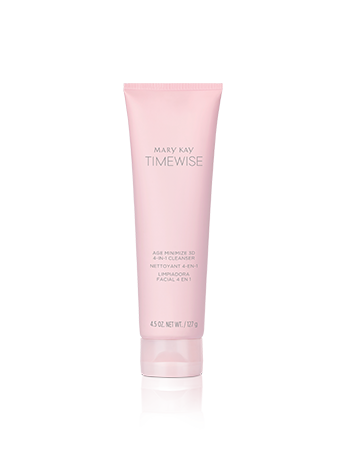 MARY KAY
TIMEWISE
AGE MINIMIZE 3D
4-IN-1 CLEANSER
NETTOYANT 4-EN-1
LIMPIADORA
FACIAL 4 EN 1
4.5 OZ. NET WT. / 127 g